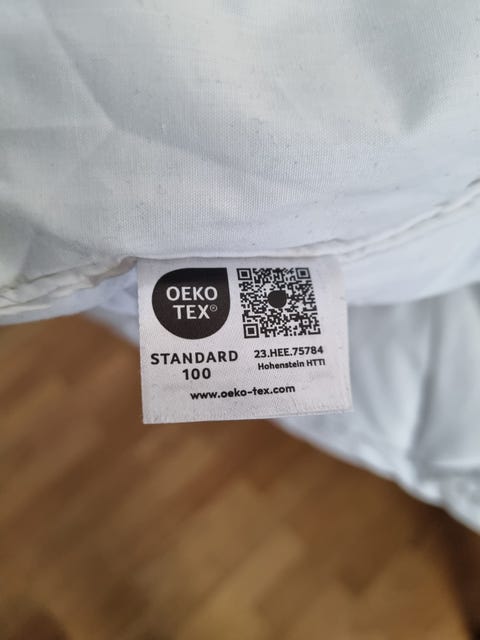 OEKO
TEX®
STANDARD
100
23.HEE.75784
Hohenstein HTTI
www.oeko-tex.com